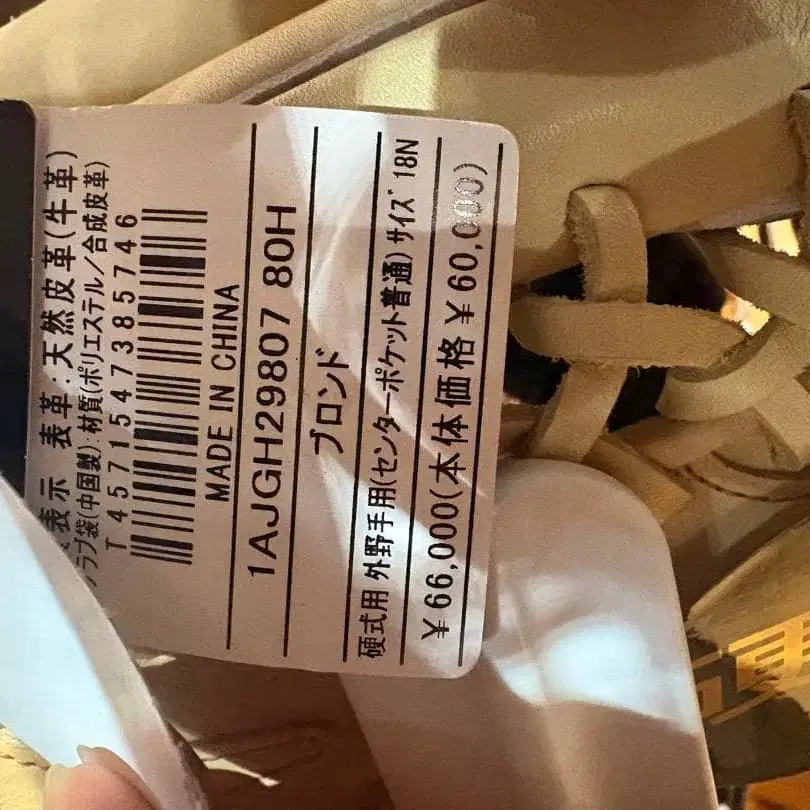 表示 表革:天然皮革(牛革)
グラブ袋(中国製):材質(ポリエステル/合成皮革)
T 4571547385746
MADE IN CHINA
1AJGH29807 80H
ブロンド
硬式用 外野手用(センターポケット普通) サイズ 18N
¥66,000(本体価格¥60,000)